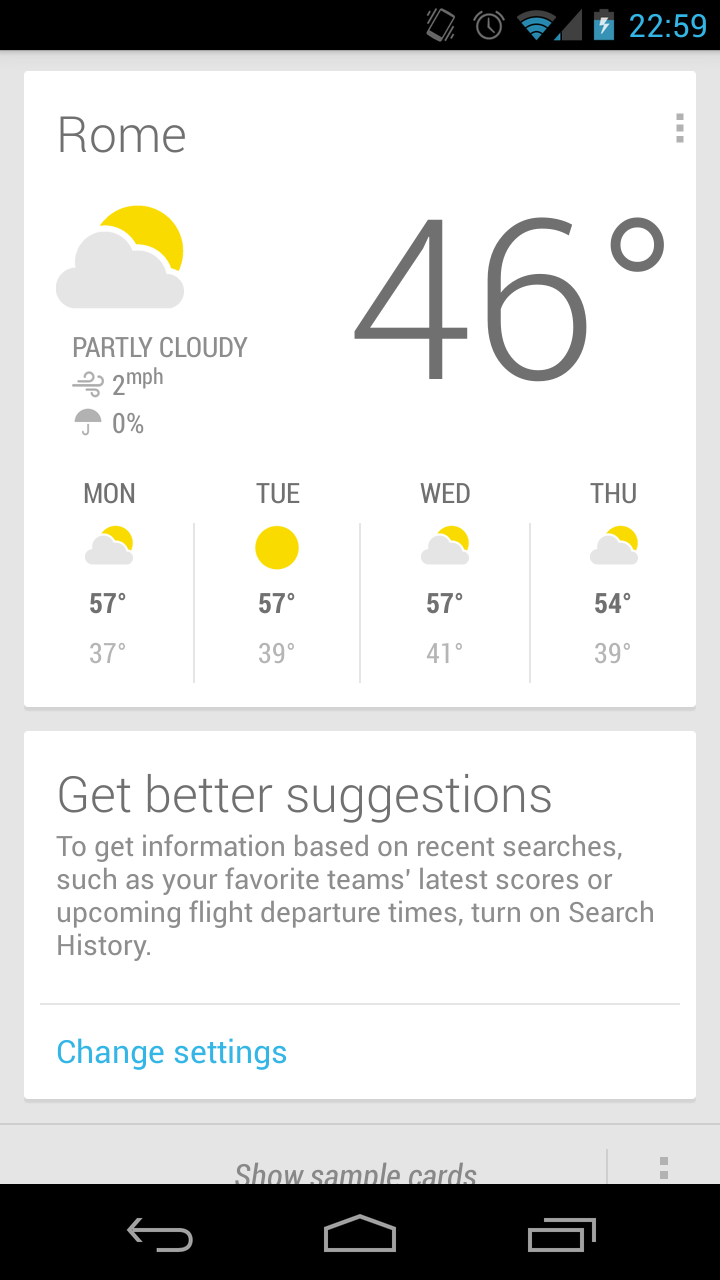 22:59
Rome
46°
PARTLY CLOUDY
2mph
0%
MON TUE WED THU
57° 57° 57° 54°
37° 39° 41° 39°
Get better suggestions
To get information based on recent searches,
such as your favorite teams' latest scores or
upcoming flight departure times, turn on Search
History.
Change settings
Show sample cards